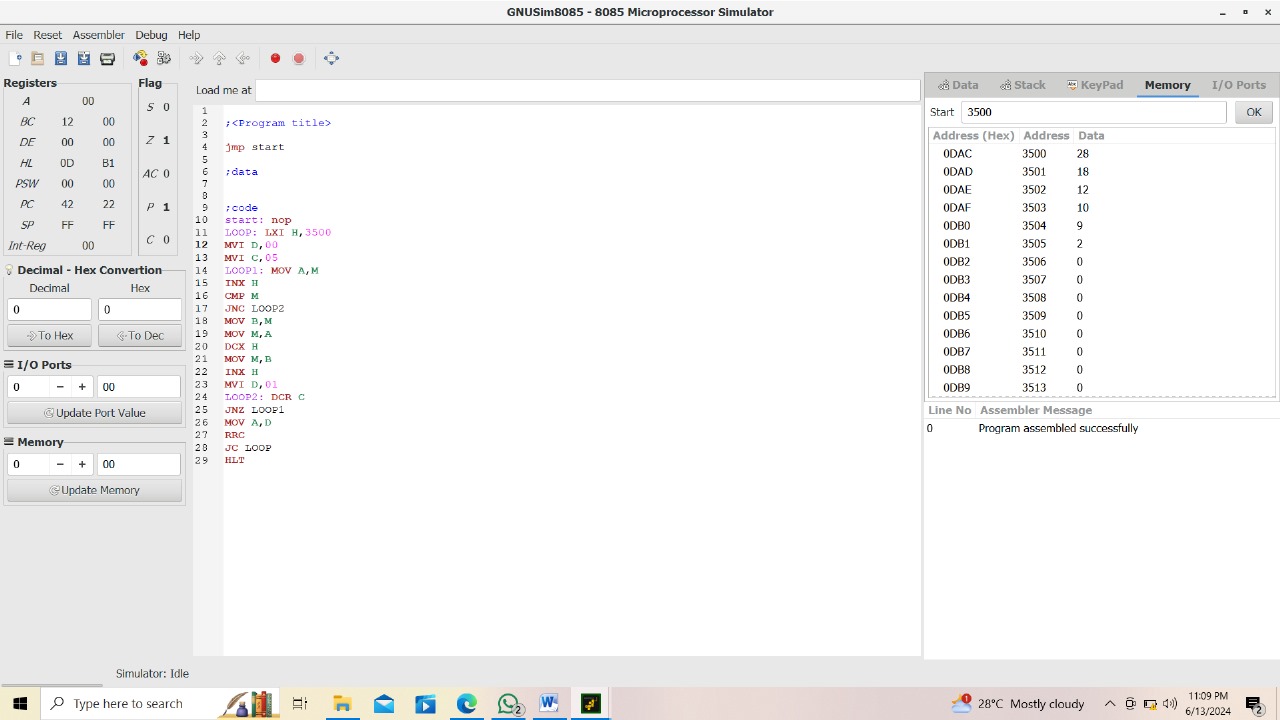 GNUSim8085 - 8085 Microprocessor Simulator
File Reset Assembler Debug Help
Registers
A 00
BC 12 00
DE 00 00
HL 0D B1
PSW 00 00
PC 42 22
SP FF FF
Int-Reg 00
Flag
S 0
Z 1
AC 0
P 1
C 0
Decimal - Hex Convertion
Decimal Hex
0 0
To Hex To Dec
I/O Ports
0 − + 00
Update Port Value
Memory
0 − + 00
Update Memory
Load me at
1
2 ;<Program title>
3
4 jmp start
5
6 ;data
7
8
9 ;code
10 start: nop
11 LOOP: LXI H,3500
12 MVI D,00
13 MVI C,05
14 LOOP1: MOV A,M
15 INX H
16 CMP M
17 JNC LOOP2
18 MOV B,M
19 MOV M,A
20 DCX H
21 MOV M,B
22 INX H
23 MVI D,01
24 LOOP2: DCR C
25 JNZ LOOP1
26 MOV A,D
27 RRC
28 JC LOOP
29 HLT
Data Stack KeyPad Memory I/O Ports
Start 3500 OK
Address (Hex) Address Data
0DAC 3500 28
0DAD 3501 18
0DAE 3502 12
0DAF 3503 10
0DB0 3504 9
0DB1 3505 2
0DB2 3506 0
0DB3 3507 0
0DB4 3508 0
0DB5 3509 0
0DB6 3510 0
0DB7 3511 0
0DB8 3512 0
0DB9 3513 0
Line No Assembler Message
0 Program assembled successfully
Simulator: Idle
Type here to search
2
1
28°C Mostly cloudy
11:09 PM
6/13/2024
2